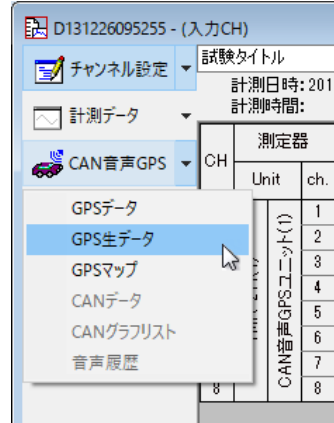 D131226095255 - (入力CH)
チャンネル設定
試験タイトル
計測日時: 201
計測時間:
計測データ
CAN音声GPS
CH
測定器
Unit
ch.
GPSデータ
GPS生データ
GPSマップ
CANデータ
CANグラフリスト
音声履歴
CAN音声GPSユニット(1)
1
2
3
4
5
6
7
8
8